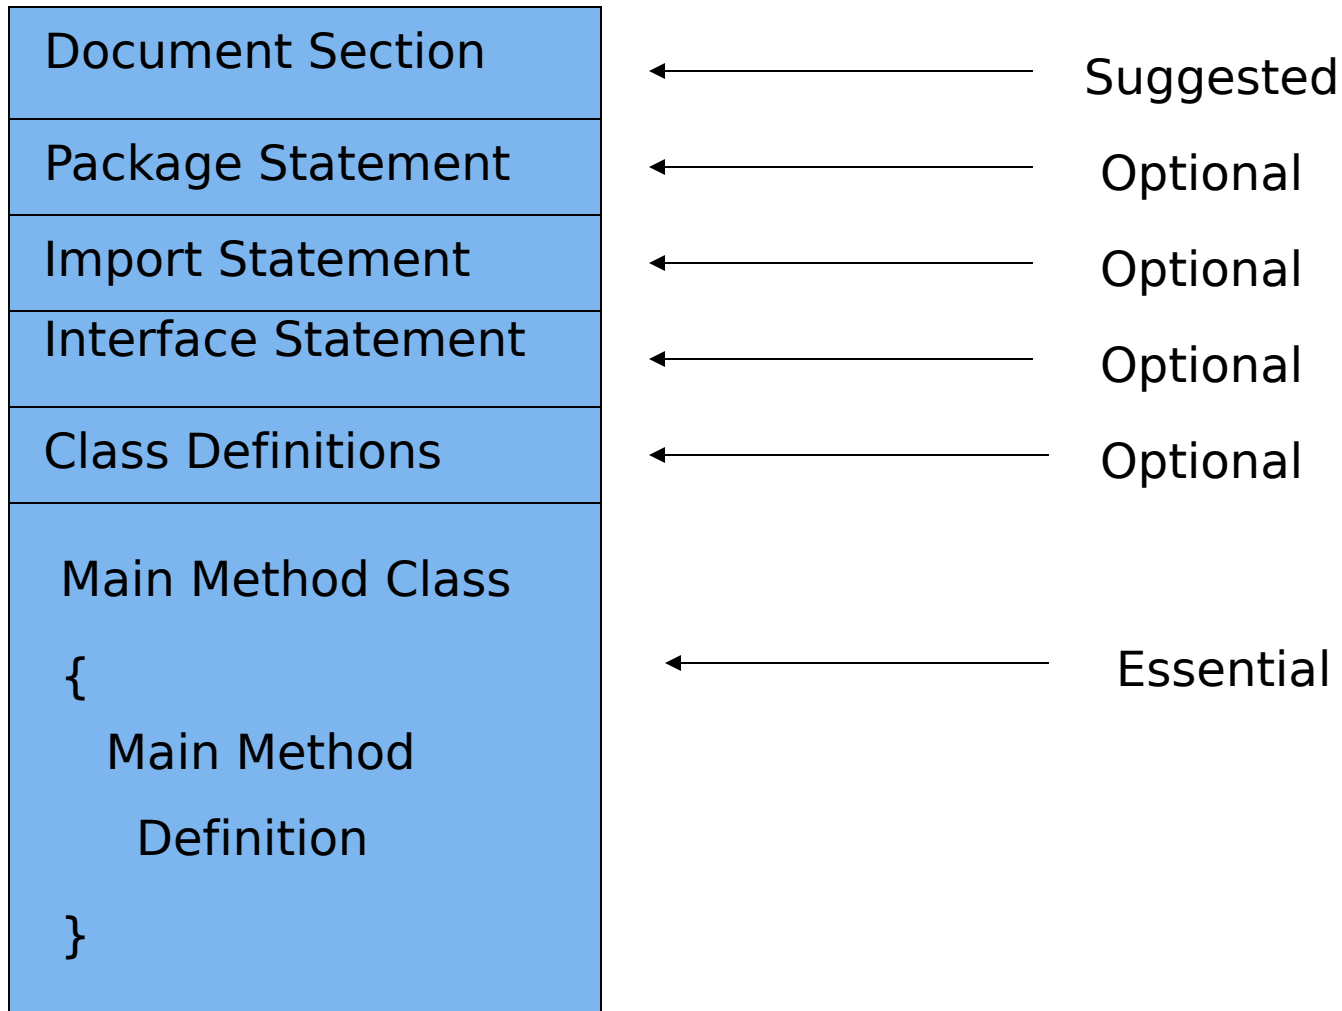 Document Section
Suggested
Package Statement
Optional
Import Statement
Optional
Interface Statement
Optional
Class Definitions
Optional
Main Method Class
{
Essential
Main Method
Definition
}